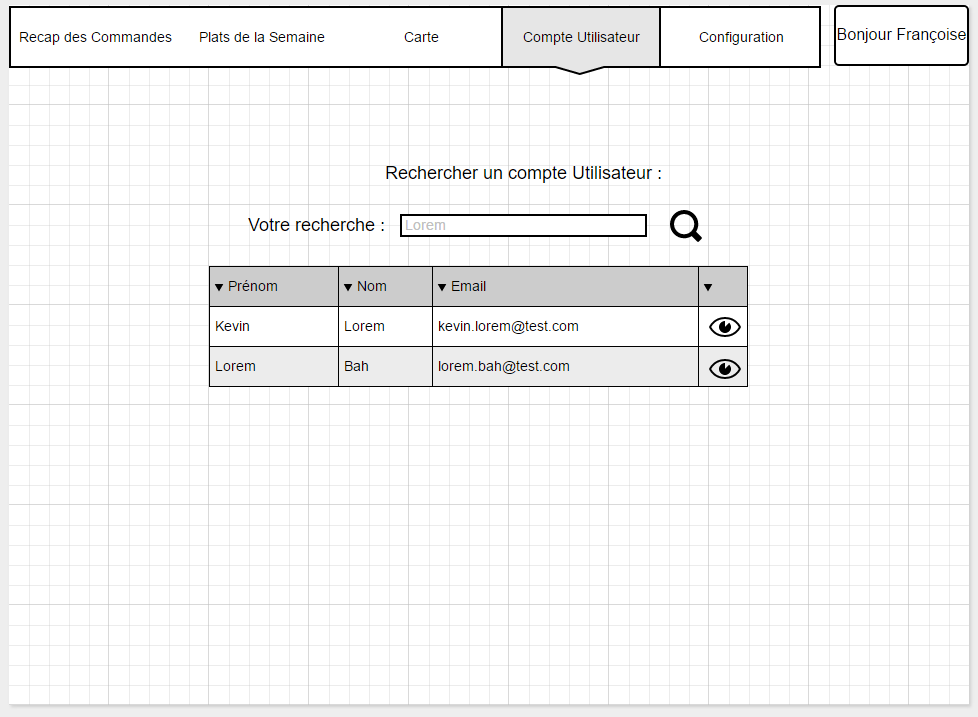 Recap des Commandes Plats de la Semaine Carte Compte Utilisateur Configuration Bonjour Françoise
Rechercher un compte Utilisateur :
Votre recherche : Lorem
Prénom Nom Email
Kevin Lorem kevin.lorem@test.com
Lorem Bah lorem.bah@test.com